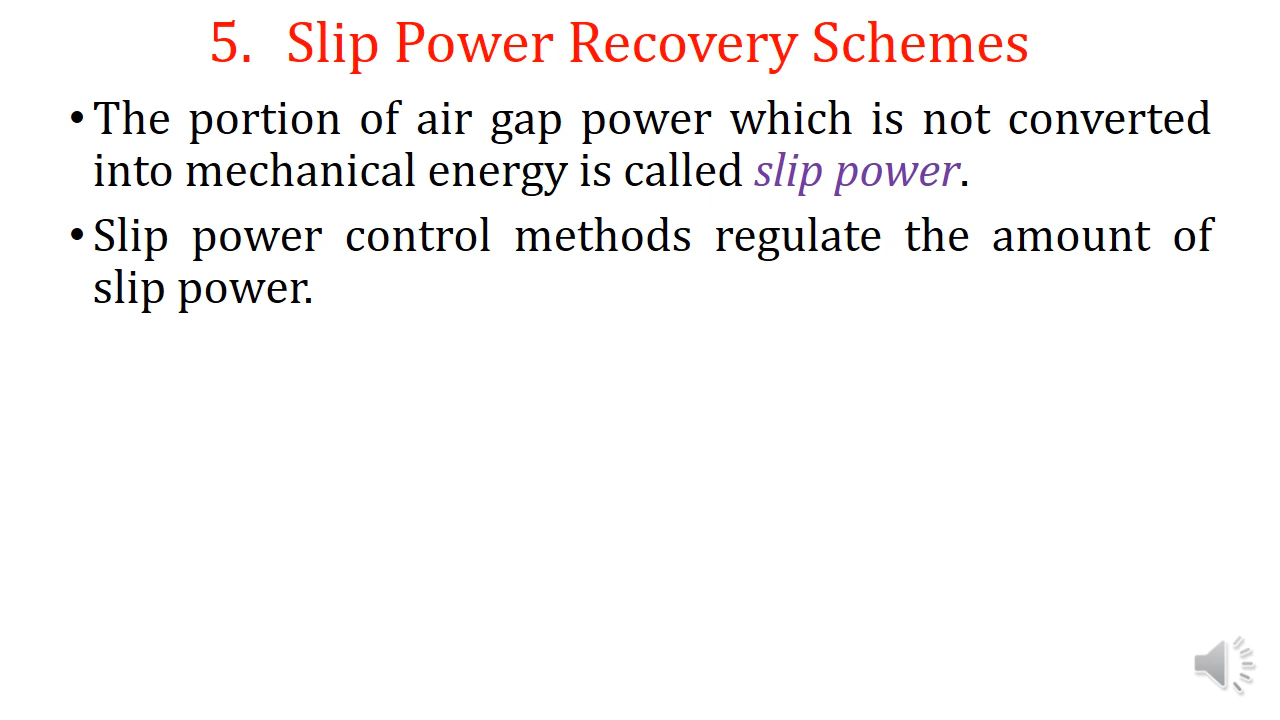 5. Slip Power Recovery Schemes
• The portion of air gap power which is not converted
into mechanical energy is called slip power.
• Slip power control methods regulate the amount of
slip power.